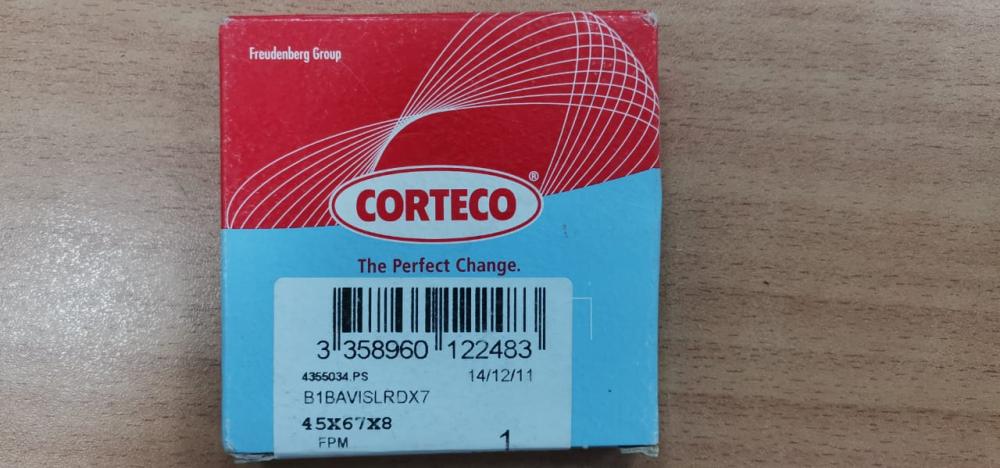 Freudenberg Group
CORTECO®
The Perfect Change.
3 358960 122483
4355034.PS 14/12/11
B1BAVISLRDX7
45X67X8
FPM 1